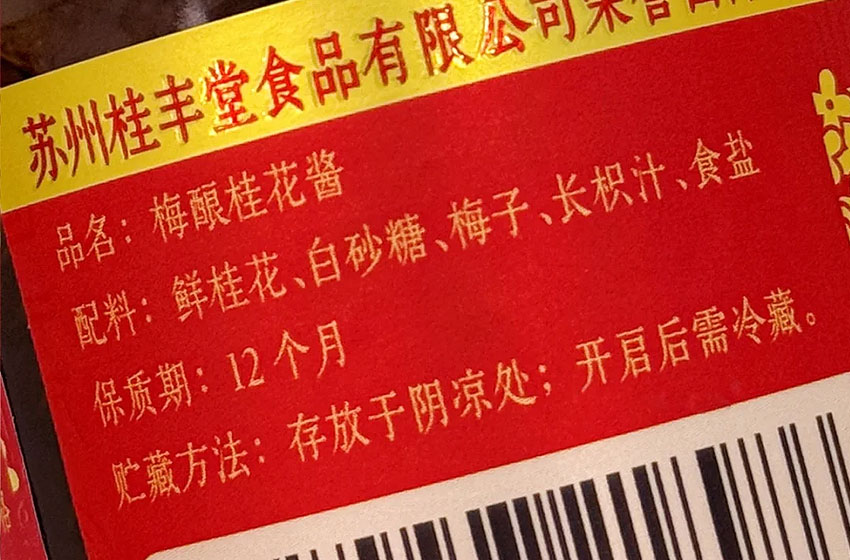 苏州桂丰堂食品有限公司荣誉出
品名：梅酿桂花酱
配料：鲜桂花、白砂糖、梅子、长枳汁、食盐
保质期：12个月
贮藏方法：存放于阴凉处；开启后需冷藏。